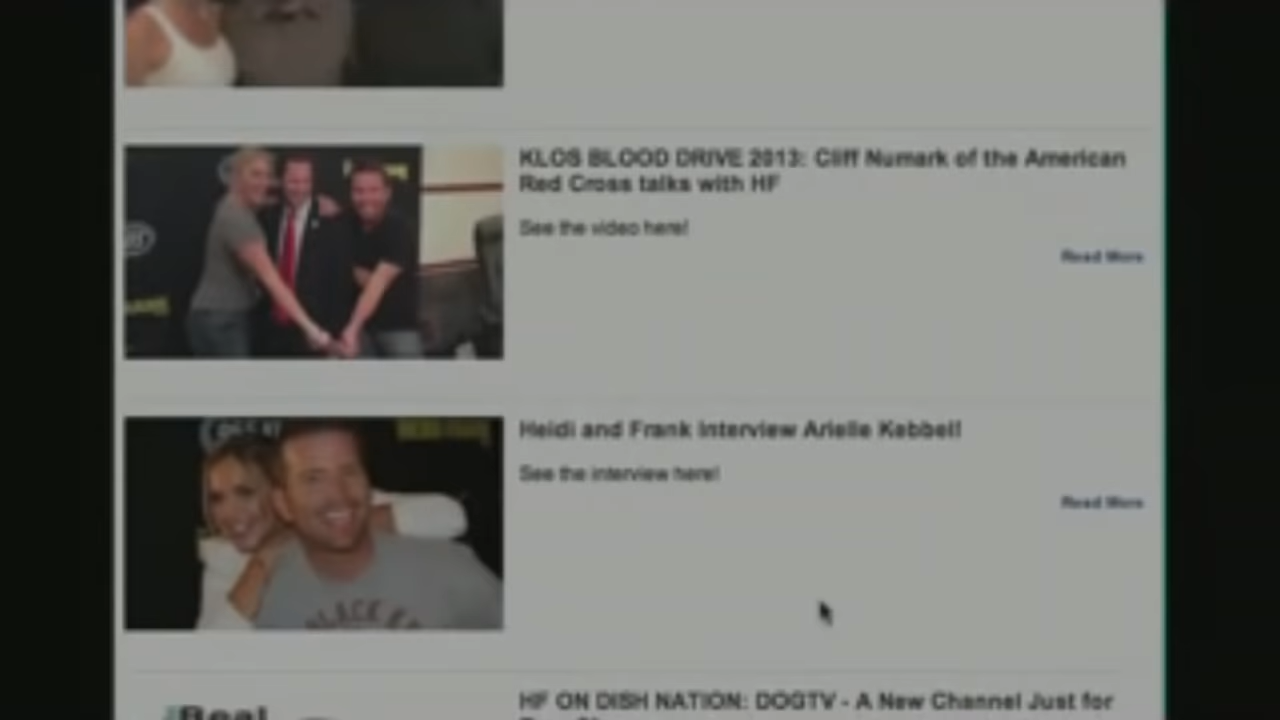 KLOS BLOOD DRIVE 2013: Cliff Numark of the American
Red Cross talks with HF
See the video here!
Read More
Heidi and Frank Interview Arielle Kebbel!
See the interview here!
Read More
BLACK
HF ON DISH NATION: DOGTV - A New Channel Just for
Real